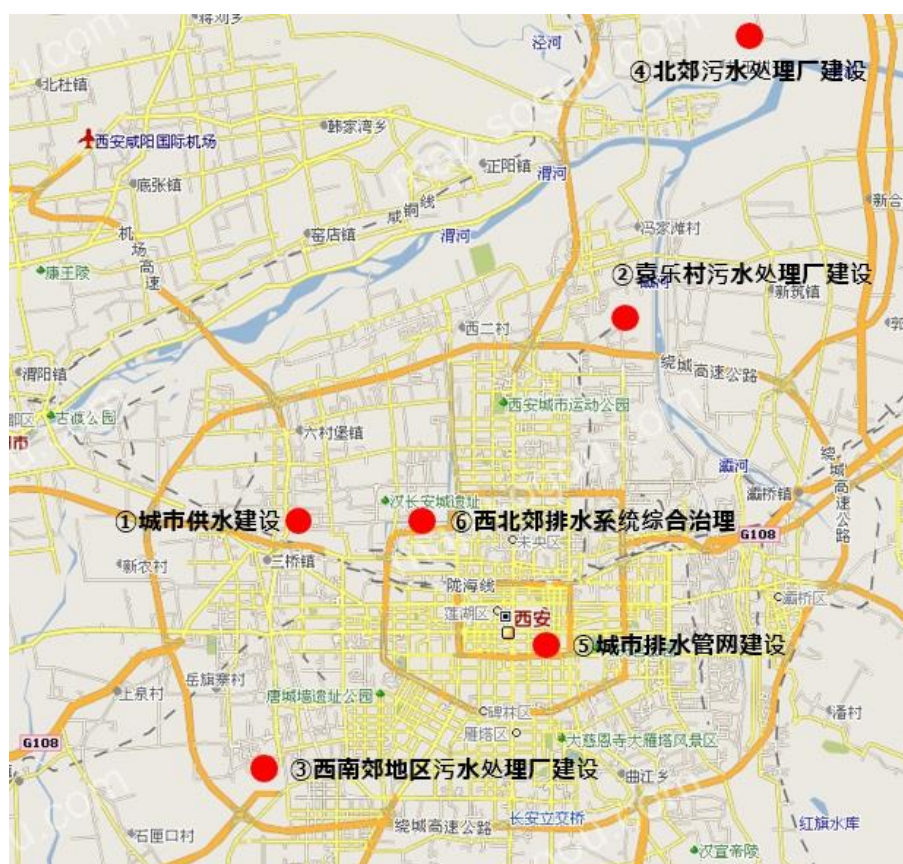 蒋刘乡
泾河
④北郊污水处理厂建设
北杜镇
韩家湾乡
西安咸阳国际机场
正阳镇
渭河
底张镇
咸铜线
新合
机场高速
窑店镇
渭河
冯家滩村
康王陵
②袁乐村污水处理厂建设
灞河
新筑镇
西二村
郭
渭阳镇
绕城高速公路
古渡公园
西安城市运动公园
六村堡镇
灞河
绕城高速公路
汉长安城遗址
灞桥镇
①城市供水建设
⑥西北郊排水系统综合治理
G108
未央区
三桥镇
新农村
陇海线
莲湖区
西安
灞桥区
⑤城市排水管网建设
岳旗寨村
上泉村
唐城墙遗址公园
碑林区
潘村
雁塔区
大慈恩寺大雁塔风景区
G108
③西南郊地区污水处理厂建设
曲江乡
石匣口村
绕城高速公路
长安立交桥
红旗水库
汉宣帝陵